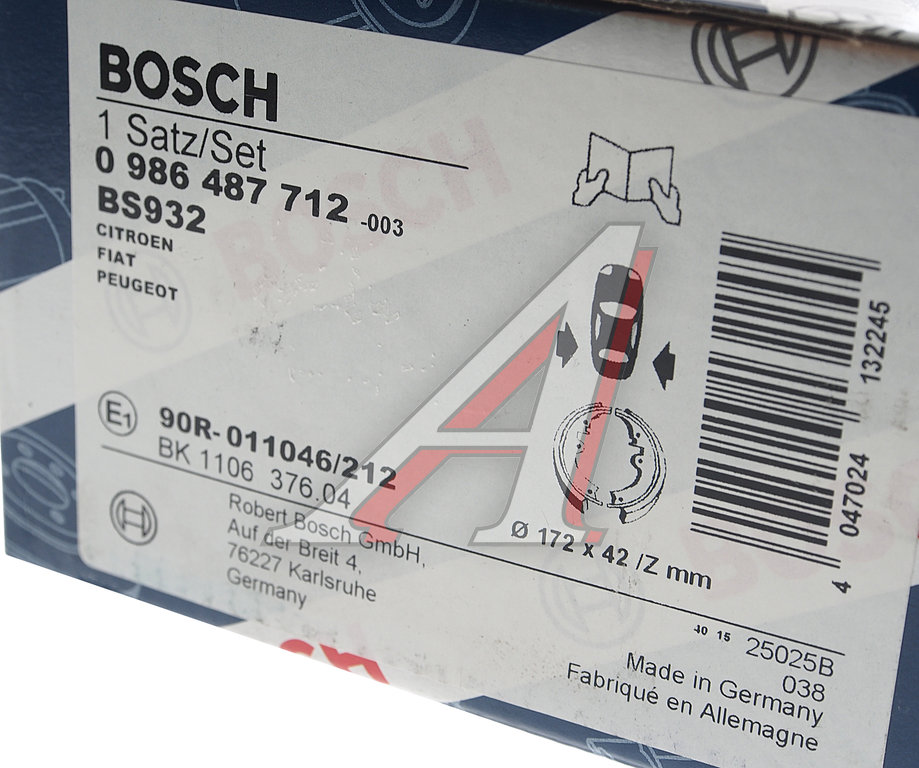 BOSCH
1 Satz/Set
0 986 487 712 -003
BS932
CITROEN
FIAT
PEUGEOT
E1 90R-011046/212
BK 1106 376.04
Robert Bosch GmbH,
Auf der Breit 4,
76227 Karlsruhe
Germany
Ø 172 x 42 /Z mm
4 047024 132245
40 15 25025B
038
Made in Germany
Fabriqué en Allemagne